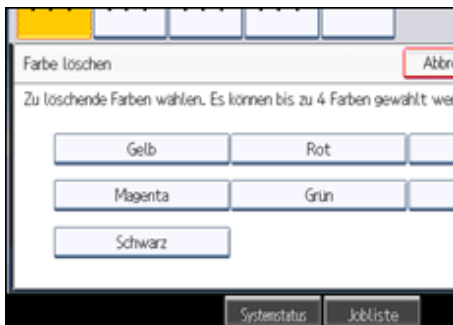 Farbe löschen Abbre
Zu löschende Farben wählen. Es können bis zu 4 Farben gewählt wer
Gelb Rot
Magenta Grün
Schwarz
Systemstatus Jobliste